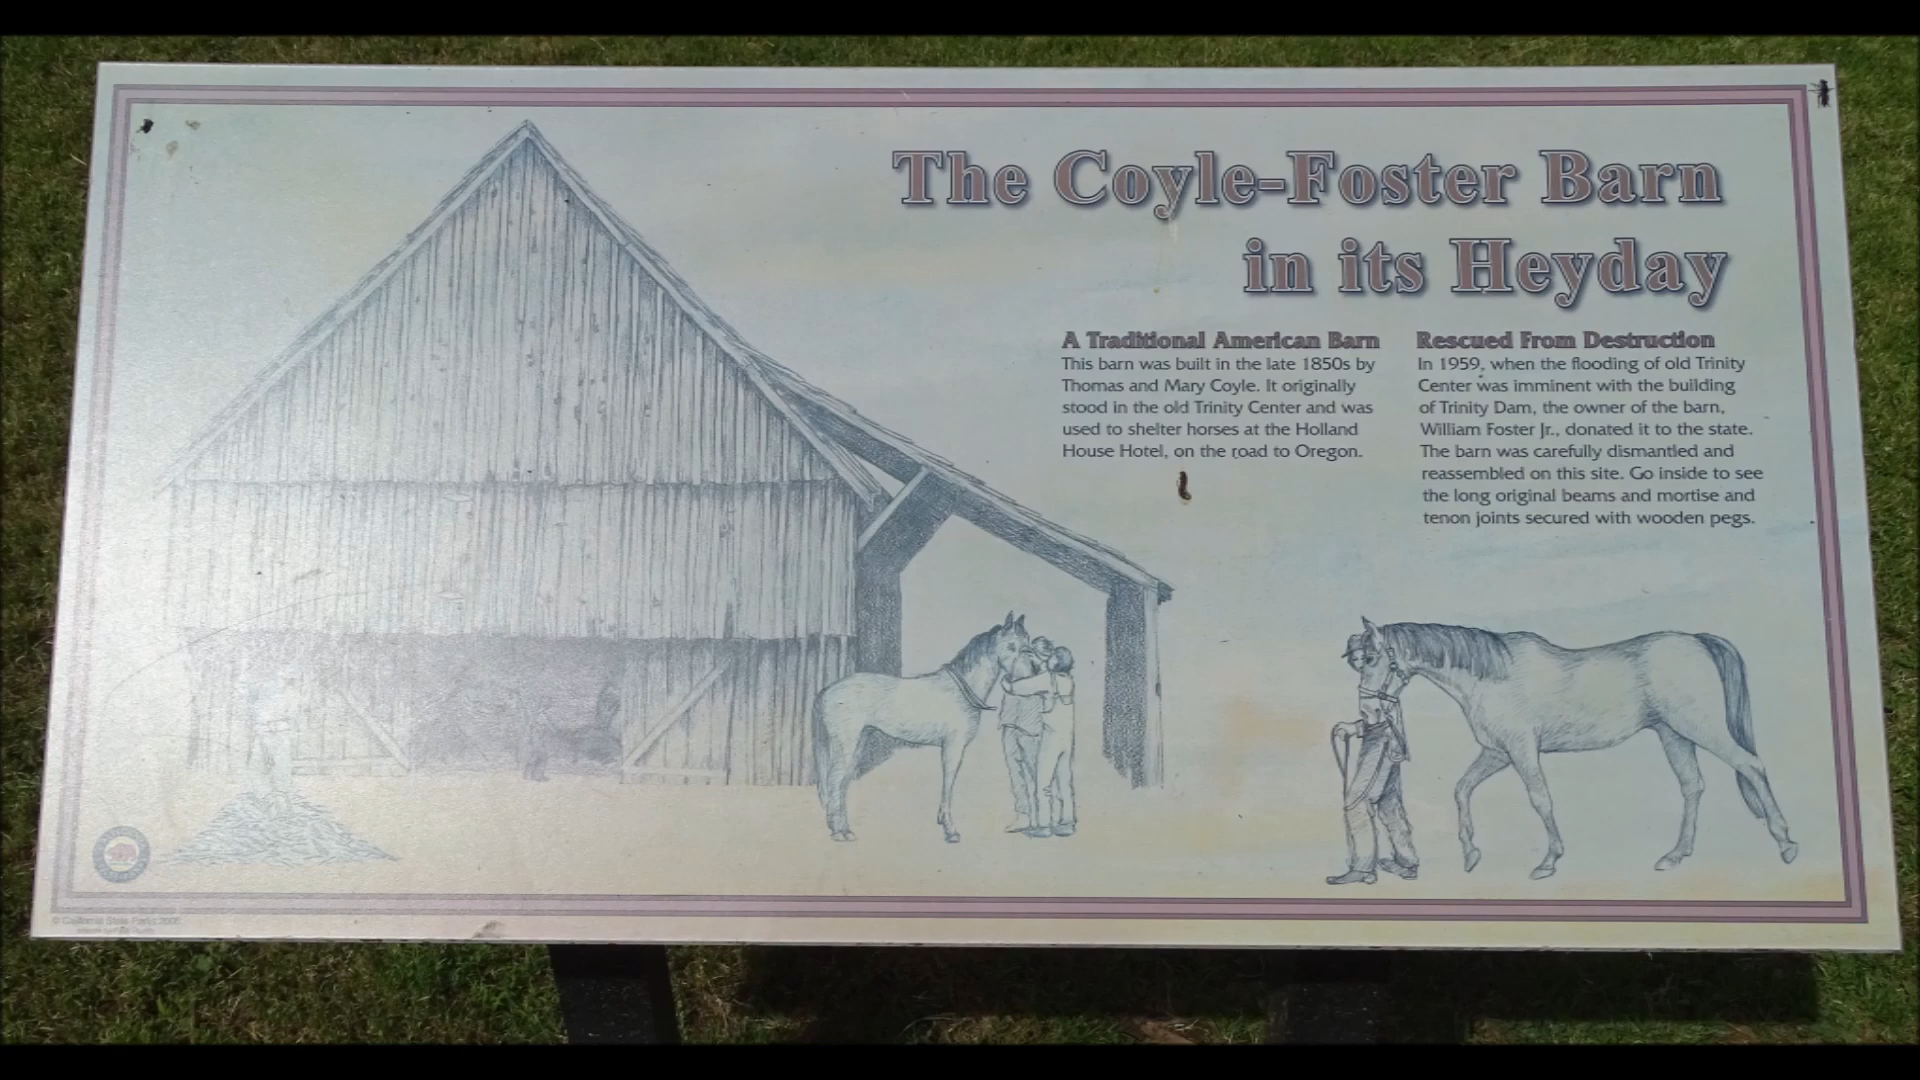 The Coyle-Foster Barn
in its Heyday
A Traditional American Barn
This barn was built in the late 1850s by
Thomas and Mary Coyle. It originally
stood in the old Trinity Center and was
used to shelter horses at the Holland
House Hotel, on the road to Oregon.
Rescued From Destruction
In 1959, when the flooding of old Trinity
Center was imminent with the building
of Trinity Dam, the owner of the barn,
William Foster Jr., donated it to the state.
The barn was carefully dismantled and
reassembled on this site. Go inside to see
the long original beams and mortise and
tenon joints secured with wooden pegs.
© California State Parks